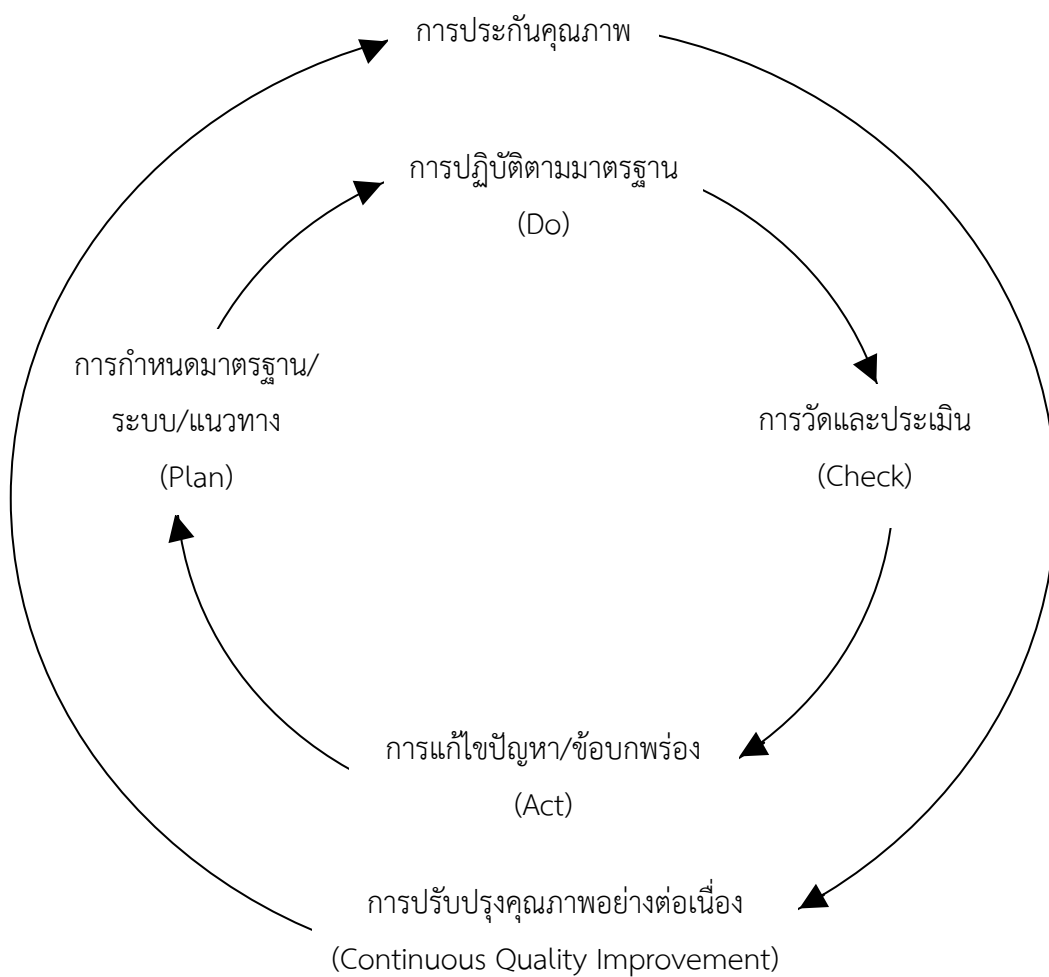 การประกันคุณภาพ
การปฏิบัติตามมาตรฐาน
(Do)
การกำหนดมาตรฐาน/
ระบบ/แนวทาง
(Plan)
การวัดและประเมิน
(Check)
การแก้ไขปัญหา/ข้อบกพร่อง
(Act)
การปรับปรุงคุณภาพอย่างต่อเนื่อง
(Continuous Quality Improvement)